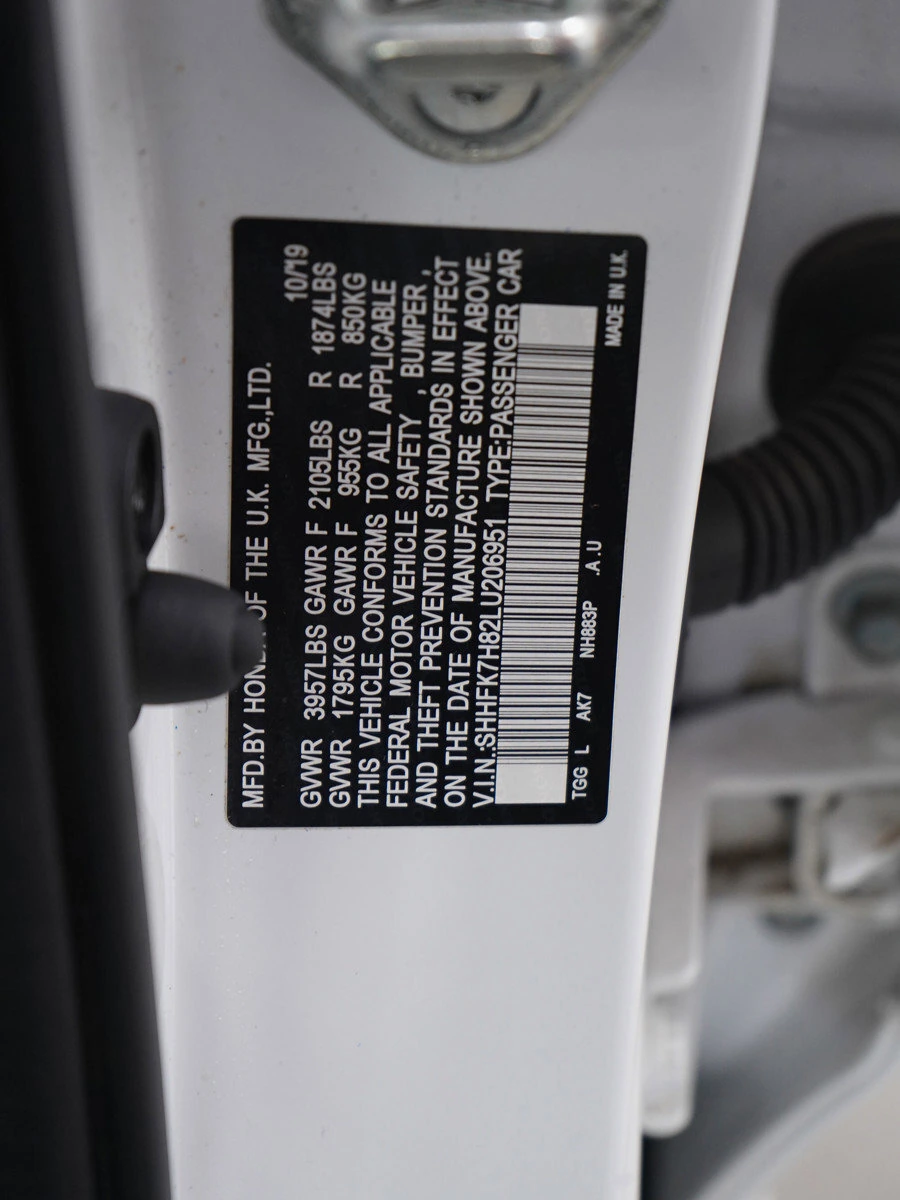 MFD.BY HONDA OF THE U.K. MFG.,LTD.
10/19
GVWR 3957LBS GAWR F 2105LBS R 1874LBS
GVWR 1795KG GAWR F 955KG R 850KG
THIS VEHICLE CONFORMS TO ALL APPLICABLE
FEDERAL MOTOR VEHICLE SAFETY , BUMPER ,
AND THEFT PREVENTION STANDARDS IN EFFECT
ON THE DATE OF MANUFACTURE SHOWN ABOVE.
V.I.N.:SHHFK7H82LU206951 TYPE:PASSENGER CAR
TGG L AK7 NH883P .A .U
MADE IN U.K.